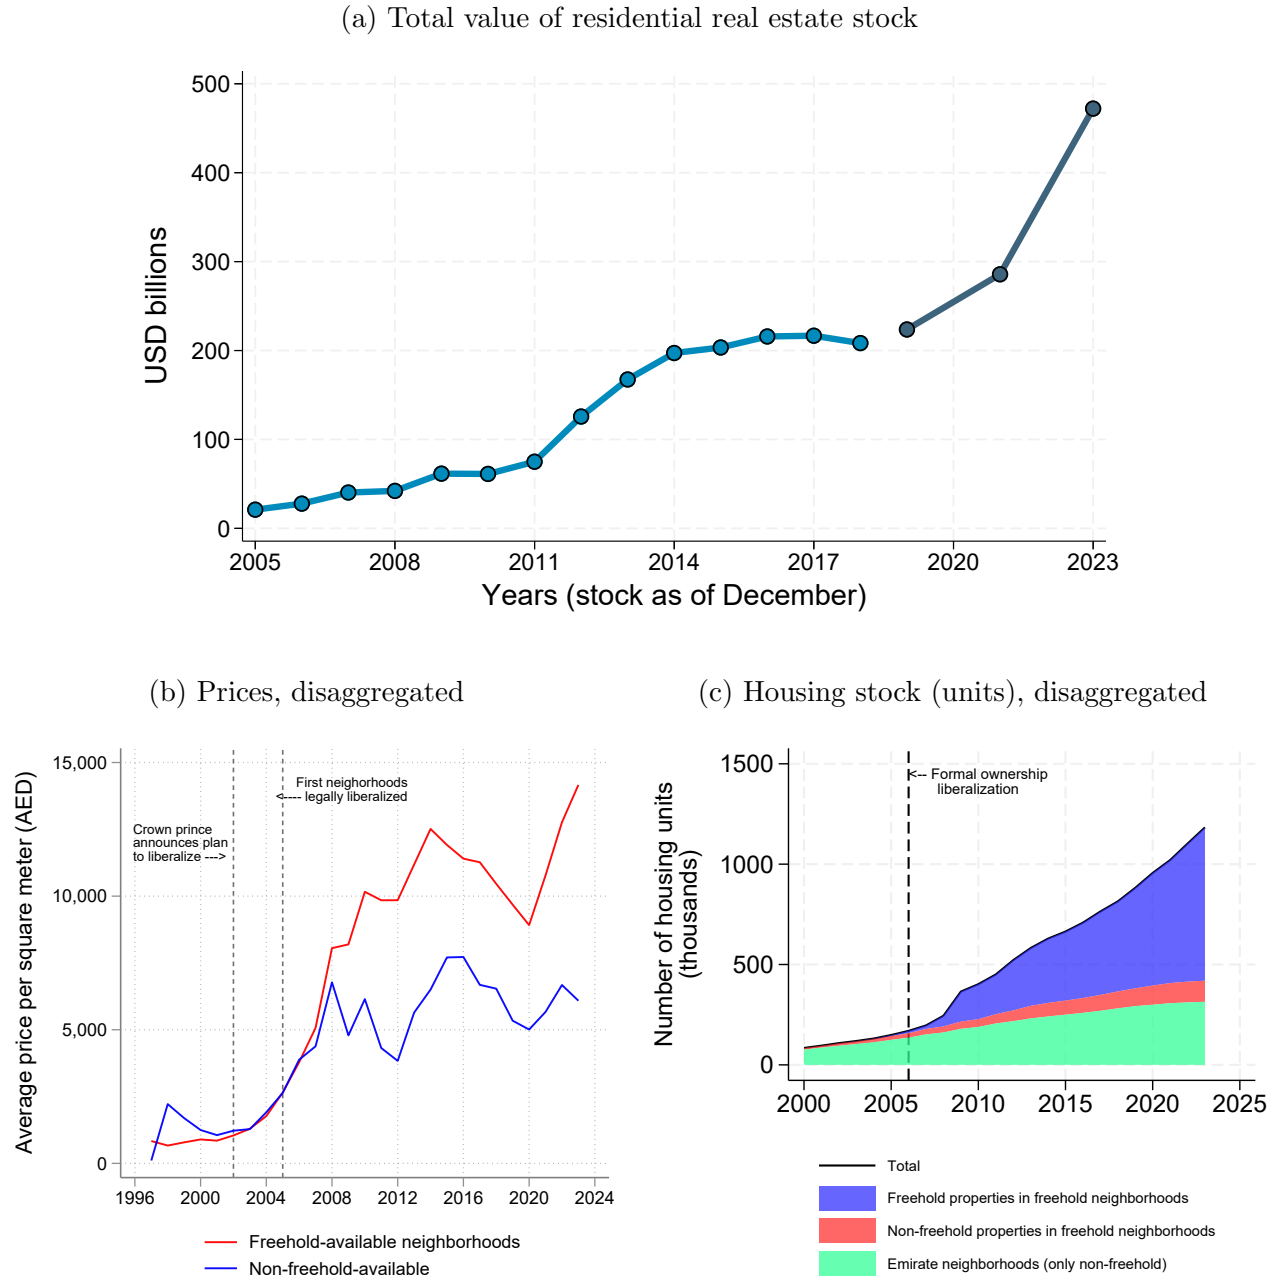 (a) Total value of residential real estate stock
500
400
300
200
100
0
USD billions
2005 2008 2011 2014 2017 2020 2023
Years (stock as of December)
(b) Prices, disaggregated
15,000
10,000
5,000
0
Average price per square meter (AED)
First neighorhoods
<---- legally liberalized
Crown prince
announces plan
to liberalize --->
1996 2000 2004 2008 2012 2016 2020 2024
Freehold-available neighborhoods
Non-freehold-available
(c) Housing stock (units), disaggregated
1500
1000
500
0
Number of housing units
(thousands)
<-- Formal ownership
liberalization
2000 2005 2010 2015 2020 2025
Total
Freehold properties in freehold neighborhoods
Non-freehold properties in freehold neighborhoods
Emirate neighborhoods (only non-freehold)